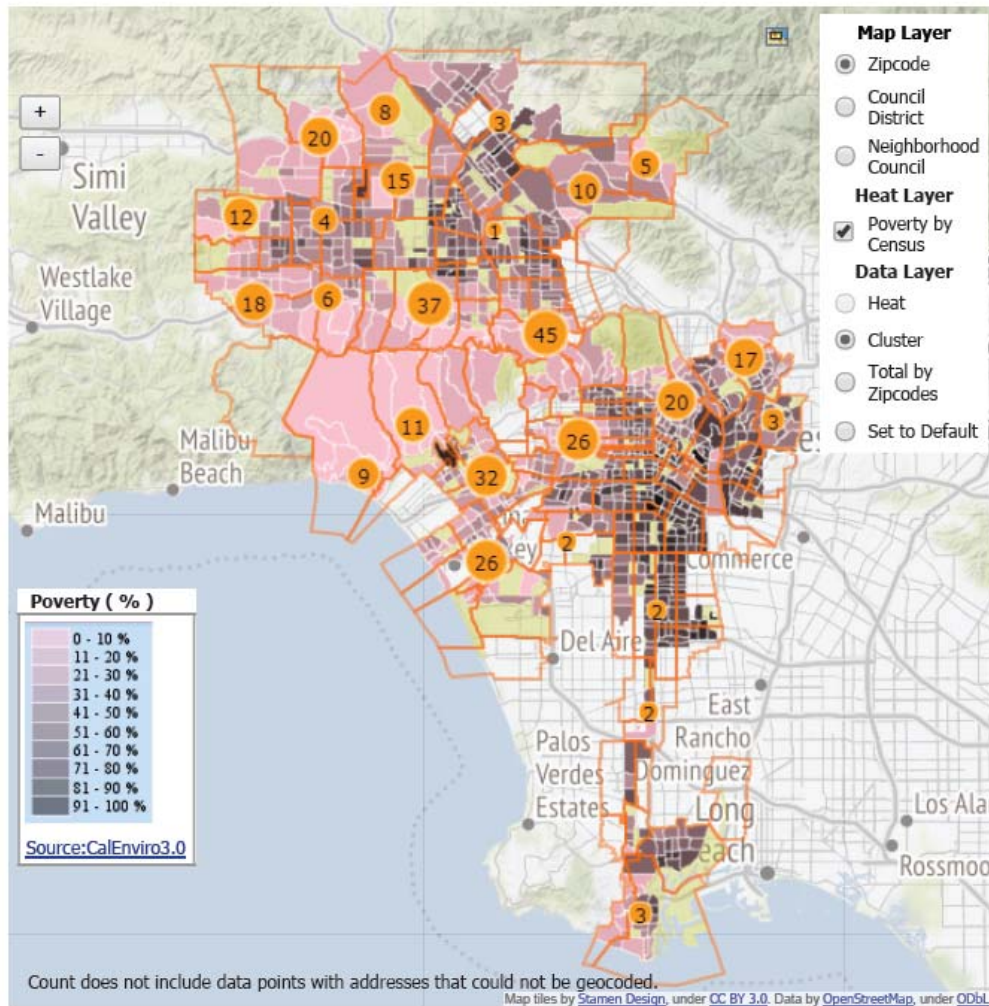 Map Layer
Zipcode
Council
District
Neighborhood
Council
Heat Layer
Poverty by
Census
Data Layer
Heat
Cluster
Total by
Zipcodes
Set to Default
+
-
8
20
3
5
15
10
12
4
1
18
6
37
45
17
20
3
11
26
9
32
2
26
2
2
3
Simi
Valley
Westlake
Village
Malibu
Beach
Malibu
Commerce
Del Aire
East
Rancho
Dominguez
Palos
Verdes
Estates
Long
each
Los Ala
Rossmoo
Poverty ( % )
0 - 10 %
11 - 20 %
21 - 30 %
31 - 40 %
41 - 50 %
51 - 60 %
61 - 70 %
71 - 80 %
81 - 90 %
91 - 100 %
Source:CalEnviro3.0
Count does not include data points with addresses that could not be geocoded.
Map tiles by Stamen Design, under CC BY 3.0. Data by OpenStreetMap, under ODbL